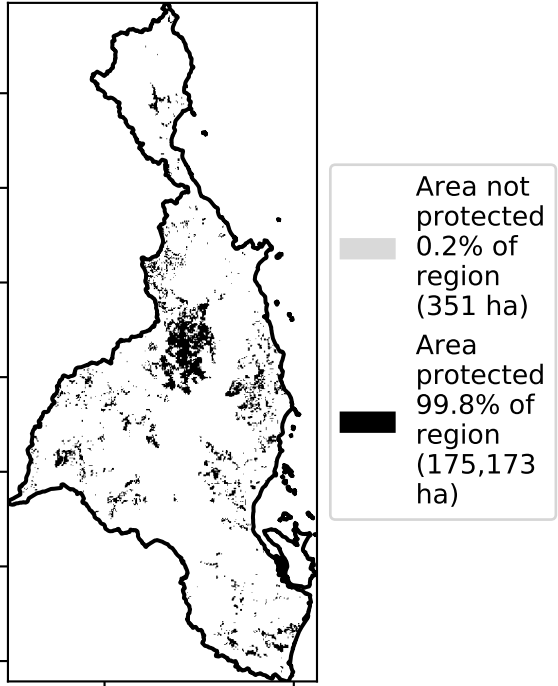 Area not
protected
0.2% of
region
(351 ha)
Area
protected
99.8% of
region
(175,173
ha)